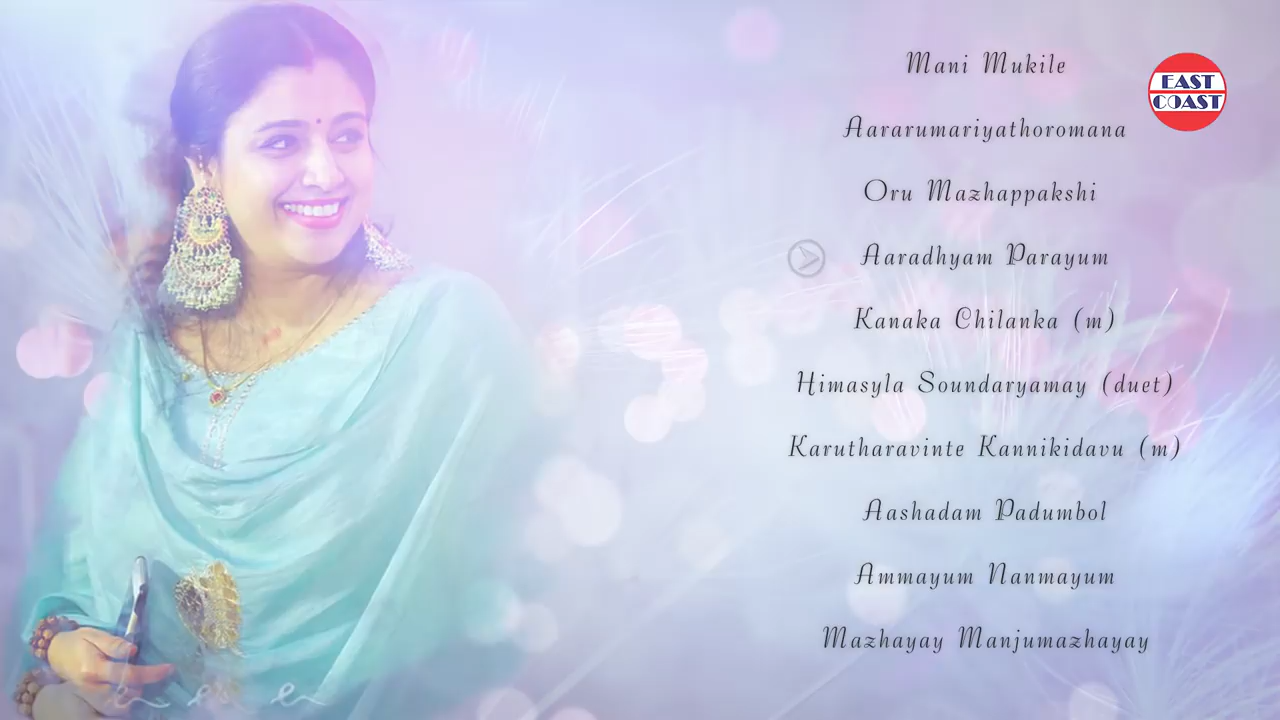 Mani Mukile
EAST
COAST
Aararumariyathoromana
Oru Mazhappakshi
Aaradhyam Parayum
Kanaka Chilanka (m)
Himasyla Soundaryamay (duet)
Karutharavinte Kannikidavu (m)
Aashadam Padumbol
Ammayum Nanmayum
Mazhayay Manjumazhayay